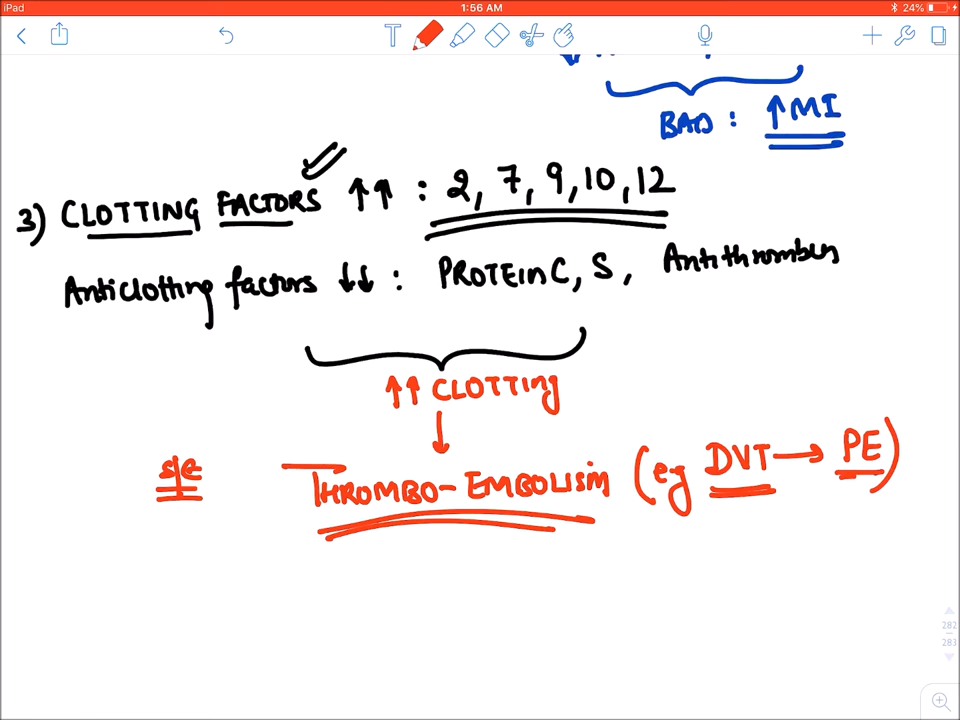 iPad 1:56 AM 24%
T
BAD : ↑ MI
3) CLOTTING FACTORS ↑↑ : 2, 7, 9, 10, 12
Anticlotting factors ↓↓ : PROTEIN C, S, Antithrombin
↑↑ CLOTTING
↓
s/e THROMBO-EMBOLISM (eg DVT → PE)
282
283